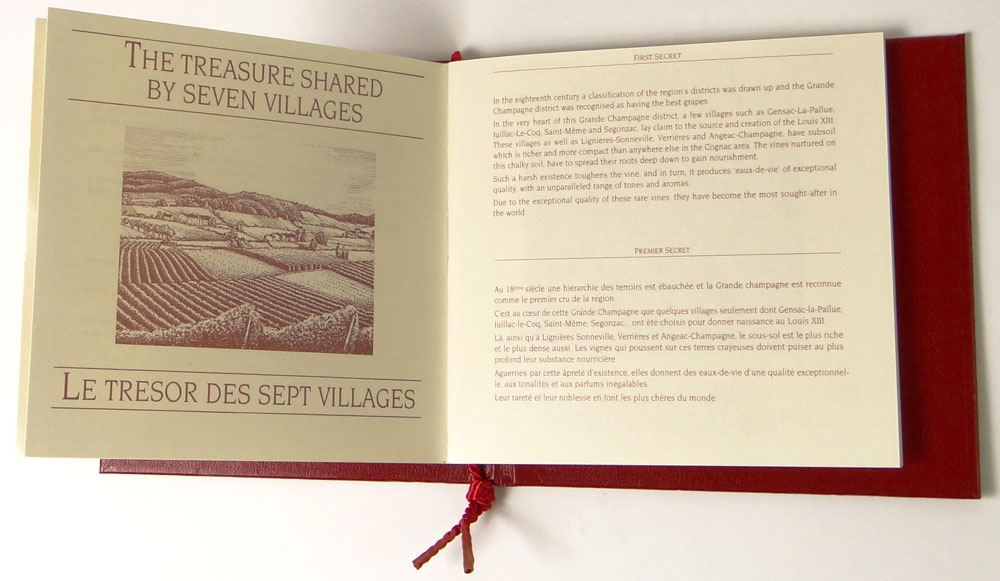 THE TREASURE SHARED
BY SEVEN VILLAGES
LE TRESOR DES SEPT VILLAGES
FIRST SECRET
In the eighteenth century a classification of the region's districts was drawn up and the Grande
Champagne district was recognised as having the best grapes.
In the very heart of this Grande Champagne district, a few villages such as Gensac-La-Pallue,
Juillac-Le-Coq, Saint-Même and Segonzac, lay claim to the source and creation of the Louis XIII.
These villages as well as Lignières-Sonneville, Verrières and Angeac-Champagne, have subsoil
which is richer and more compact than anywhere else in the Cognac area. The vines nurtured on
this chalky soil, have to spread their roots deep down to gain nourishment.
Such a harsh existence toughens the vine, and in turn, it produces 'eaux-de-vie' of exceptional
quality, with an unparalleled range of tones and aromas.
Due to the exceptional quality of these rare vines, they have become the most sought-after in
the world.
PREMIER SECRET
Au 18ème siècle une hiérarchie des terroirs est ébauchée et la Grande champagne est reconnue
comme le premier cru de la région.
C'est au cœur de cette Grande Champagne que quelques villages seulement dont Gensac-la-Pallue,
Juillac-le-Coq, Saint-Même, Segonzac... ont été choisis pour donner naissance au Louis XIII.
Là, ainsi qu'à Lignières Sonneville, Verrières et Angeac-Champagne, le sous-sol est le plus riche
et le plus dense aussi. Les vignes qui poussent sur ces terres crayeuses doivent puiser au plus
profond leur substance nourricière.
Aguerries par cette âpreté d'existence, elles donnent des eaux-de-vie d'une qualité exceptionnel-
le, aux tonalités et aux parfums inégalables.
Leur rareté et leur noblesse en font les plus chères du monde.